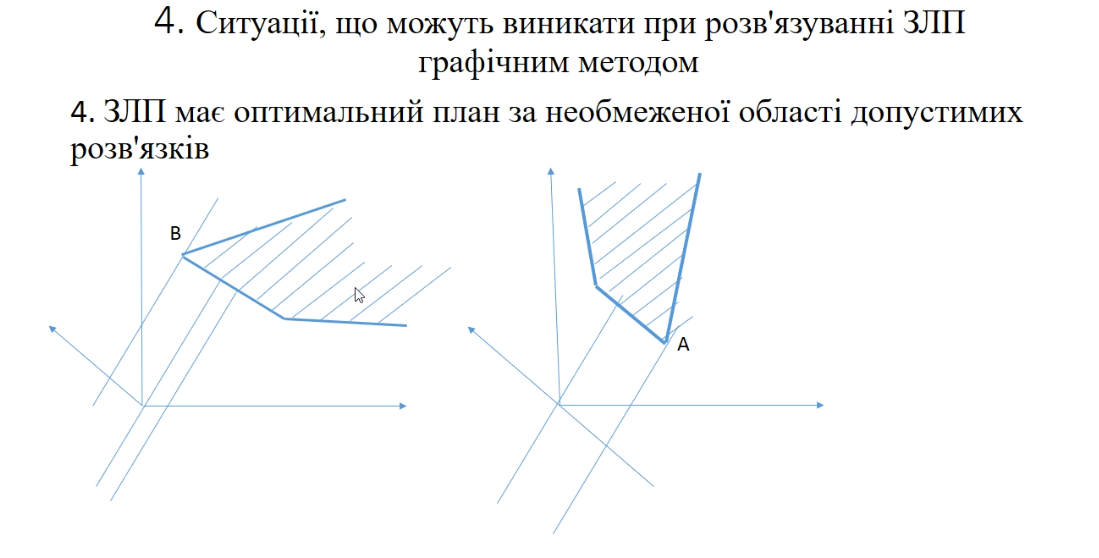 4. Ситуації, що можуть виникати при розв'язуванні ЗЛП
графічним методом
4. ЗЛП має оптимальний план за необмеженої області допустимих
розв'язків
B
A